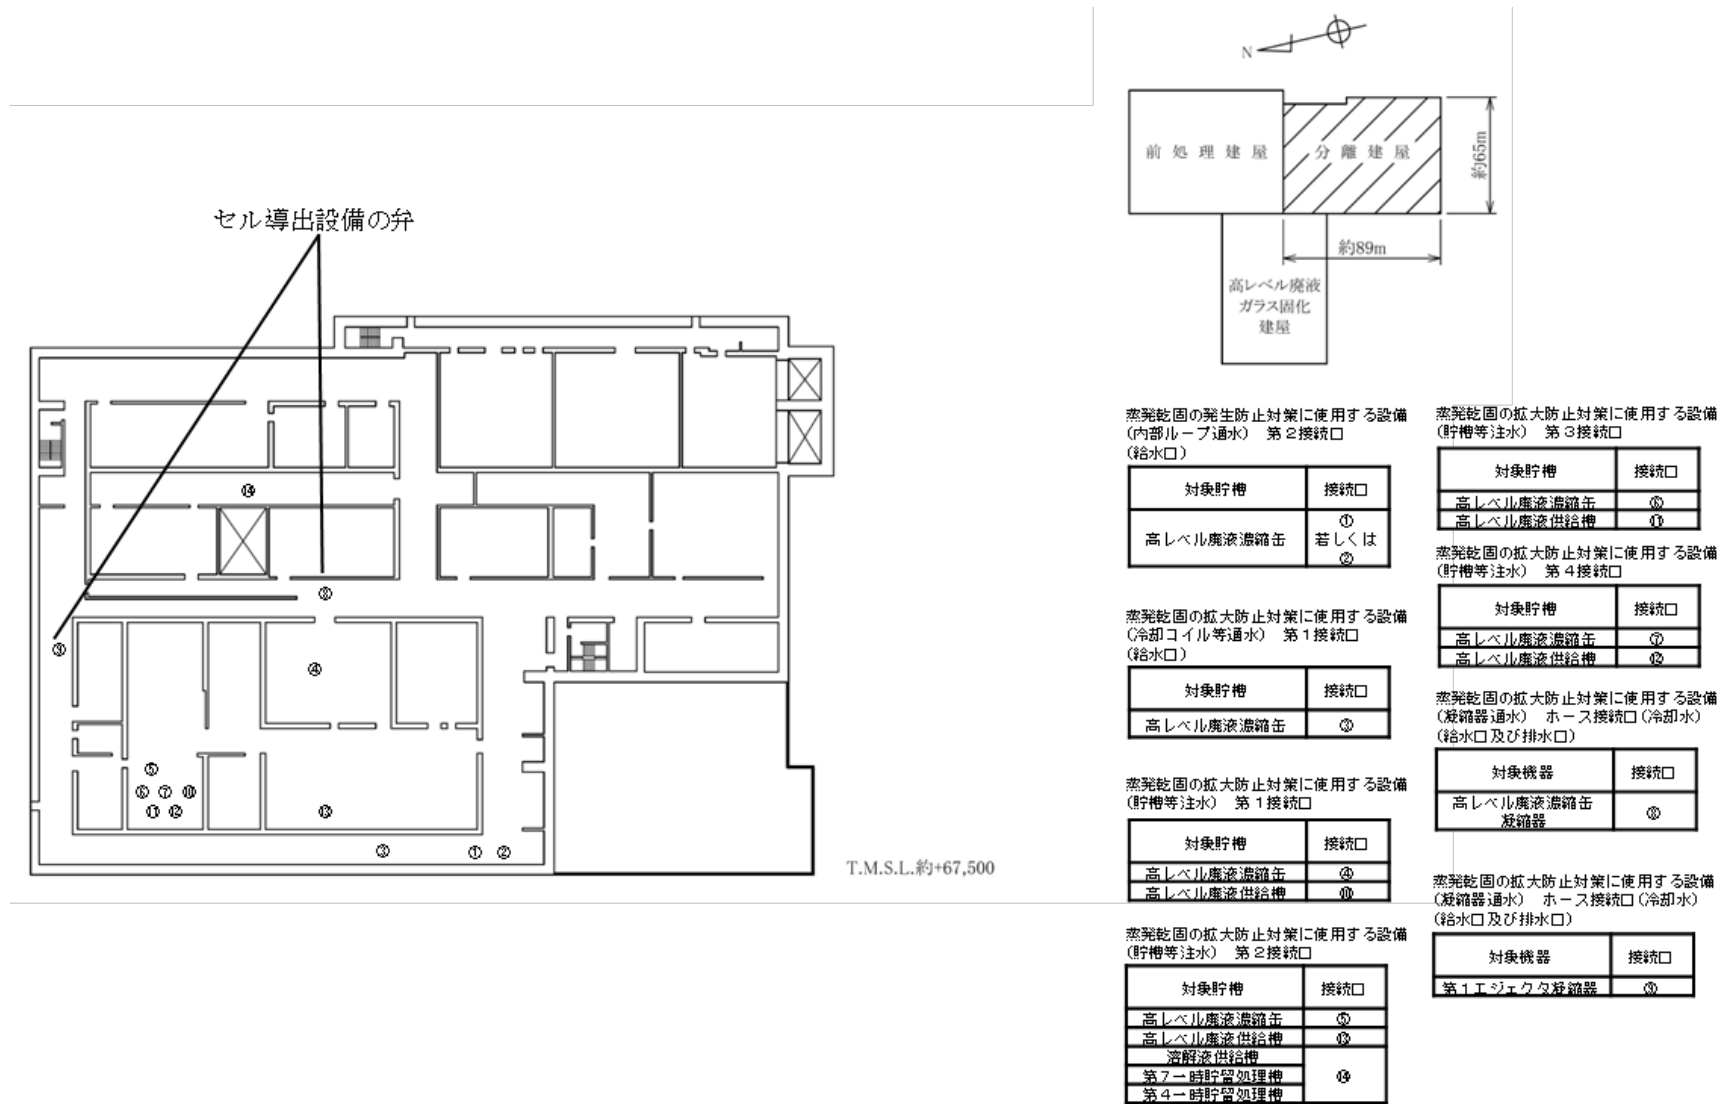 セル導出設備の弁
⑭
⑧
⑨
④
⑤
⑥ ⑦ ⑩
⑪ ⑫
⑬
③
① ②
T.M.S.L.約+67,500
N
前処理建屋
分離建屋
約65m
約89m
高レベル廃液
ガラス固化
建屋
蒸発乾固の発生防止対策に使用する設備
(内部ループ通水) 第2接続口
(給水口)
対象貯槽 接続口
高レベル廃液濃縮缶
①
若しくは
②
蒸発乾固の拡大防止対策に使用する設備
(冷却コイル等通水) 第1接続口
(給水口)
対象貯槽 接続口
高レベル廃液濃縮缶 ③
蒸発乾固の拡大防止対策に使用する設備
(貯槽等注水) 第1接続口
対象貯槽 接続口
高レベル廃液濃縮缶 ④
高レベル廃液供給槽 ⑩
蒸発乾固の拡大防止対策に使用する設備
(貯槽等注水) 第2接続口
対象貯槽 接続口
高レベル廃液濃縮缶 ⑤
高レベル廃液供給槽 ⑬
溶解液供給槽
第7一時貯留処理槽 ⑭
第4一時貯留処理槽
蒸発乾固の拡大防止対策に使用する設備
(貯槽等注水) 第3接続口
対象貯槽 接続口
高レベル廃液濃縮缶 ⑥
高レベル廃液供給槽 ⑪
蒸発乾固の拡大防止対策に使用する設備
(貯槽等注水) 第4接続口
対象貯槽 接続口
高レベル廃液濃縮缶 ⑦
高レベル廃液供給槽 ⑫
蒸発乾固の拡大防止対策に使用する設備
(凝縮器通水) ホース接続口(冷却水)
(給水口及び排水口)
対象機器 接続口
高レベル廃液濃縮缶
凝縮器
⑧
蒸発乾固の拡大防止対策に使用する設備
(凝縮器通水) ホース接続口(冷却水)
(給水口及び排水口)
対象機器 接続口
第1エジェクタ凝縮器 ⑨